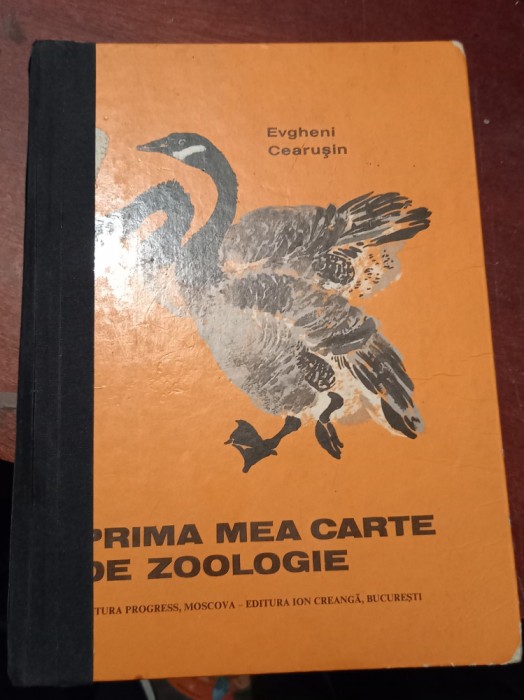 Evgheni
Cearușin
PRIMA MEA CARTE
DE ZOOLOGIE
TURA PROGRESS, MOSCOVA – EDITURA ION CREANGĂ, BUCUREȘTI